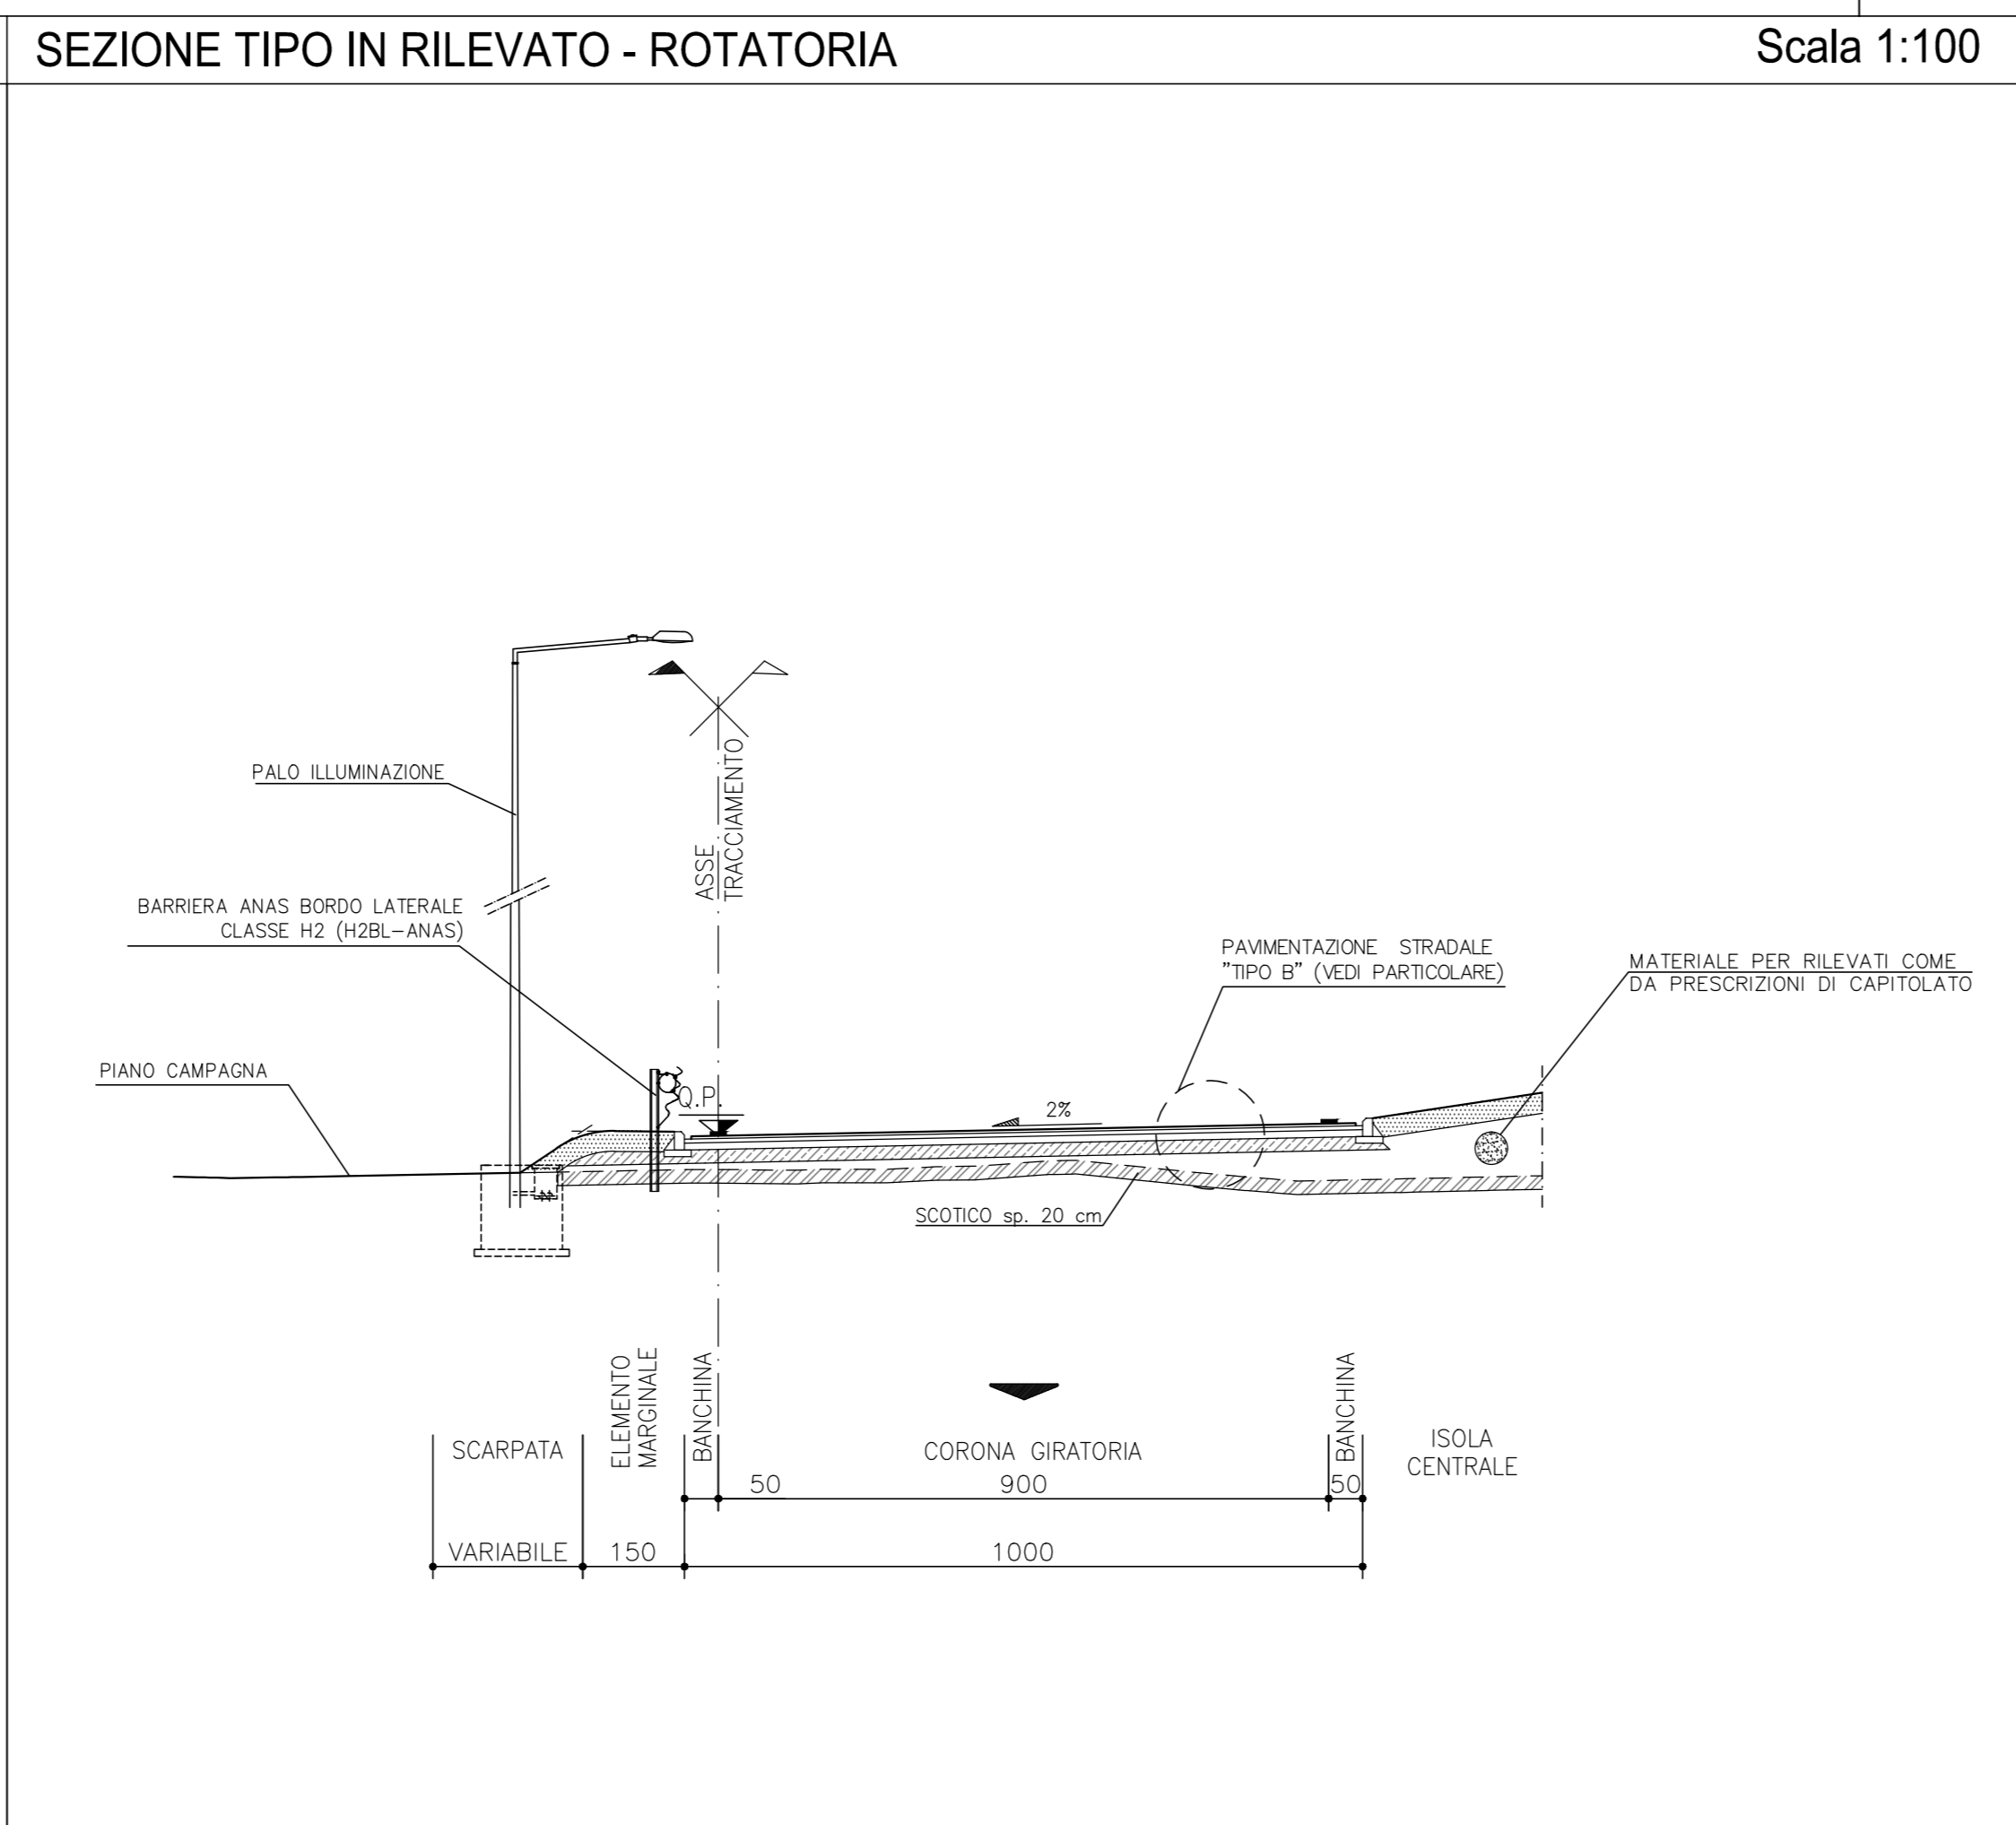 SEZIONE TIPO IN RILEVATO - ROTATORIA
Scala 1:100
PALO ILLUMINAZIONE
ASSE
TRACCIAMENTO
BARRIERA ANAS BORDO LATERALE
CLASSE H2 (H2BL-ANAS)
PAVIMENTAZIONE STRADALE
"TIPO B" (VEDI PARTICOLARE)
MATERIALE PER RILEVATI COME
DA PRESCRIZIONI DI CAPITOLATO
PIANO CAMPAGNA
Q.P.
2%
SCOTICO sp. 20 cm
SCARPATA
ELEMENTO
MARGINALE
BANCHINA
CORONA GIRATORIA
BANCHINA
ISOLA
CENTRALE
50
900
50
VARIABILE
150
1000